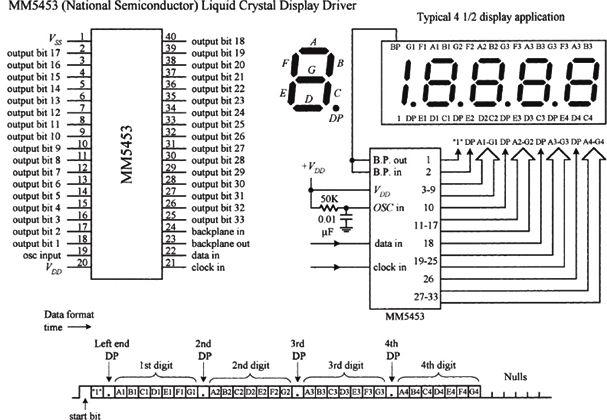 MM5453 (National Semiconductor) Liquid Crystal Display Driver
Typical 4 1/2 display application
VSS 1 40 output bit 18
output bit 17 2 39 output bit 19
output bit 16 3 38 output bit 20
output bit 15 4 37 output bit 21
output bit 14 5 36 output bit 22
output bit 13 6 35 output bit 23
output bit 12 7 34 output bit 24
output bit 11 8 33 output bit 25
output bit 10 9 32 output bit 26
output bit 9 10 31 output bit 27
output bit 8 11 30 output bit 28
output bit 7 12 29 output bit 29
output bit 6 13 28 output bit 30
output bit 5 14 27 output bit 31
output bit 4 15 26 output bit 32
output bit 3 16 25 output bit 33
output bit 2 17 24 backplane in
output bit 1 18 23 backplane out
osc input 19 22 data in
VDD 20 21 clock in
MM5453
A
F B
G
E C
D
DP
BP G1 F1 A1 B1 G2 F2 A2 B2 G3 F3 A3 B3 G3 F3 A3 B3
1.8.8.8.8
1 DP E1 D1 C1 DP E2 D2C2 DP E3 D3 C3 DP E4 D4 C4
"1" DP A1-G1 DP A2-G2 DP A3-G3 DP A4-G4
+VDD
50K
0.01
µF
data in
clock in
B.P. out 1
B.P. in 2
VDD 3-9
OSC in 10
11-17
18
19-25
26
27-33
MM5453
Data format
time
Left end
DP
1st digit
2nd
DP
2nd digit
3rd
DP
3rd digit
4th
DP
4th digit
Nulls
"1" . A1 B1 C1 D1 E1 F1 G1 . A2 B2 C2 D2 E2 F2 G2 . A3 B3 C3 D3 E3 F3 G3 . A4 B4 C4 D4 E4 F4 G4
start bit